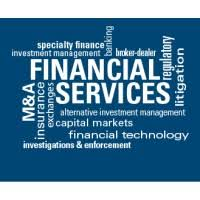 specialty finance
banking
investment management
broker-dealer
FINANCIAL
regulatory
M&A
exchanges
insurance
SERVICES
litigation
alternative investment management
capital markets
financial technology
investigations & enforcement